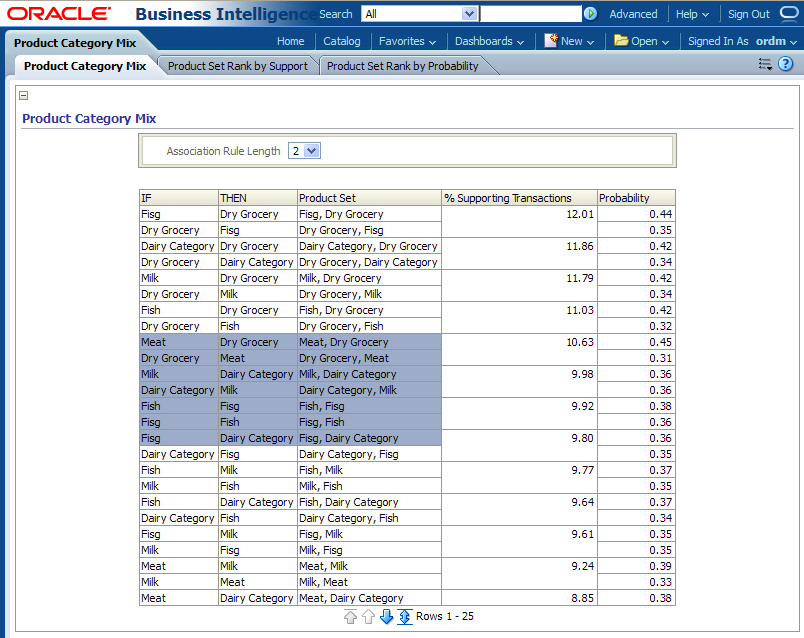 ORACLE Business Intelligence Search All Advanced Help Sign Out
Product Category Mix Home Catalog Favorites Dashboards New Open Signed In As ordm
Product Category Mix Product Set Rank by Support Product Set Rank by Probability
Product Category Mix
Association Rule Length 2
IF THEN Product Set % Supporting Transactions Probability
Fisg Dry Grocery Fisg, Dry Grocery 12.01 0.44
Dry Grocery Fisg Dry Grocery, Fisg 0.35
Dairy Category Dry Grocery Dairy Category, Dry Grocery 11.86 0.42
Dry Grocery Dairy Category Dry Grocery, Dairy Category 0.34
Milk Dry Grocery Milk, Dry Grocery 11.79 0.42
Dry Grocery Milk Dry Grocery, Milk 0.34
Fish Dry Grocery Fish, Dry Grocery 11.03 0.42
Dry Grocery Fish Dry Grocery, Fish 0.32
Meat Dry Grocery Meat, Dry Grocery 10.63 0.45
Dry Grocery Meat Dry Grocery, Meat 0.31
Milk Dairy Category Milk, Dairy Category 9.98 0.36
Dairy Category Milk Dairy Category, Milk 0.36
Fish Fisg Fish, Fisg 9.92 0.38
Fisg Fish Fisg, Fish 0.36
Fisg Dairy Category Fisg, Dairy Category 9.80 0.36
Dairy Category Fisg Dairy Category, Fisg 0.35
Fish Milk Fish, Milk 9.77 0.37
Milk Fish Milk, Fish 0.35
Fish Dairy Category Fish, Dairy Category 9.64 0.37
Dairy Category Fish Dairy Category, Fish 0.34
Fisg Milk Fisg, Milk 9.61 0.35
Milk Fisg Milk, Fisg 0.35
Meat Milk Meat, Milk 9.24 0.39
Milk Meat Milk, Meat 0.33
Meat Dairy Category Meat, Dairy Category 8.85 0.38
Rows 1 - 25